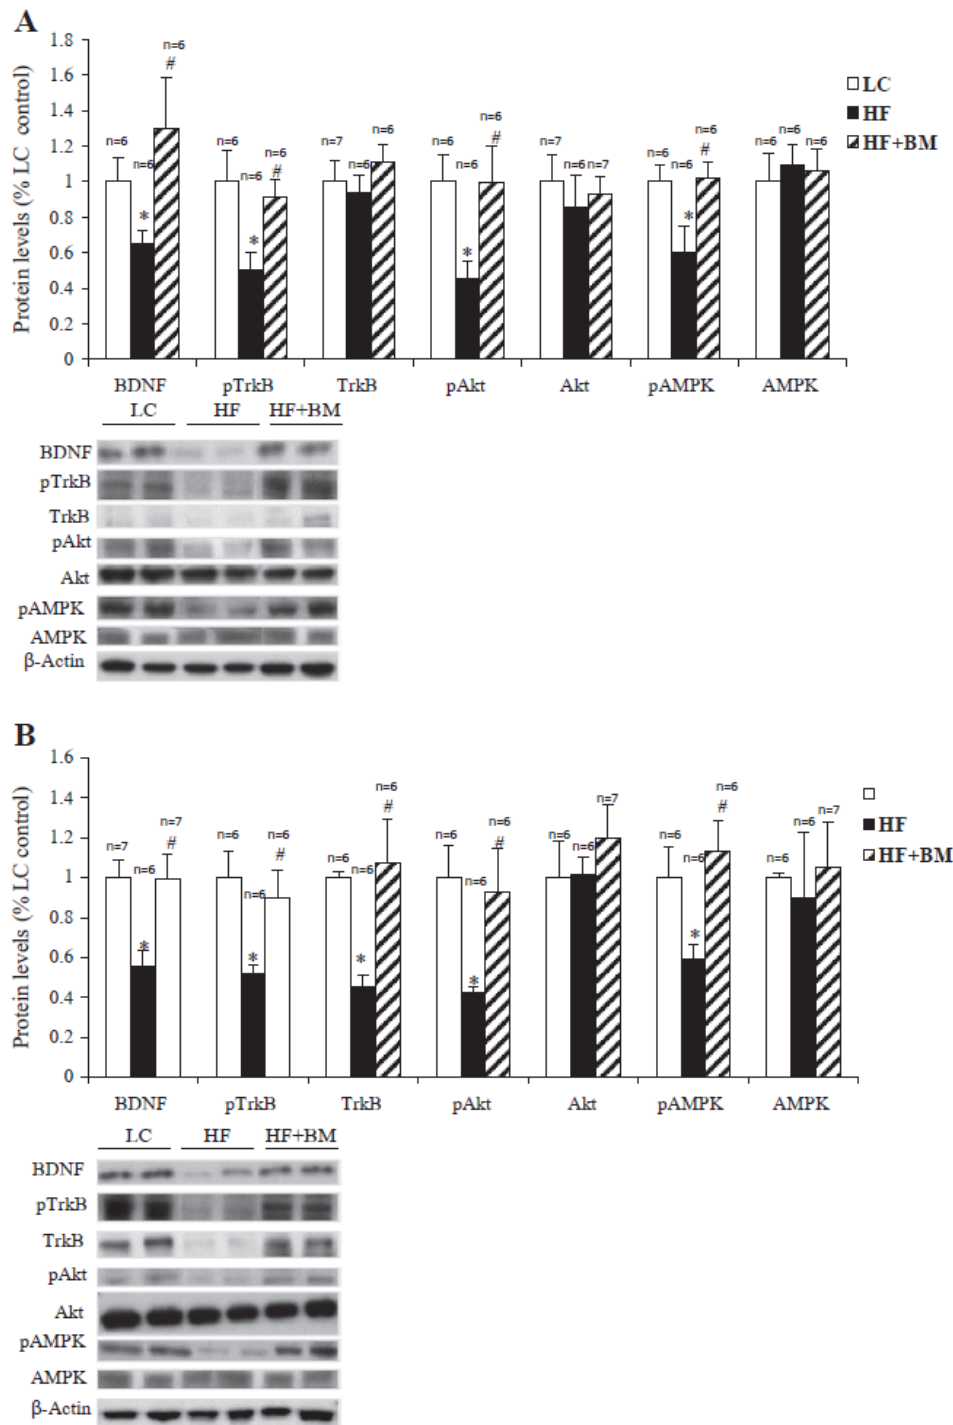 A
1.8
1.6
1.4
1.2
1
0.8
0.6
0.4
0.2
0
Protein levels (% LC control)
n=6 n=6 n=6 #
*
n=6 n=6 n=6 #
*
n=7 n=6 n=6
n=6 n=6 n=6 #
*
n=7 n=6 n=7
n=6 n=6 n=6 #
*
n=6 n=6 n=6
LC
HF
HF+BM
BDNF pTrkB TrkB pAkt Akt pAMPK AMPK
LC HF HF+BM
BDNF
pTrkB
TrkB
pAkt
Akt
pAMPK
AMPK
β-Actin
B
1.6
1.4
1.2
1
0.8
0.6
0.4
0.2
0
Protein levels (% LC control)
n=7 n=6 n=7 #
*
n=6 n=6 n=6 #
*
n=6 n=6 n=6 #
*
n=6 n=6 n=6 #
*
n=6 n=6 n=7
n=6 n=6 n=6 #
*
n=6 n=6 n=7
HF
HF+BM
BDNF pTrkB TrkB pAkt Akt pAMPK AMPK
LC HF HF+BM
BDNF
pTrkB
TrkB
pAkt
Akt
pAMPK
AMPK
β-Actin